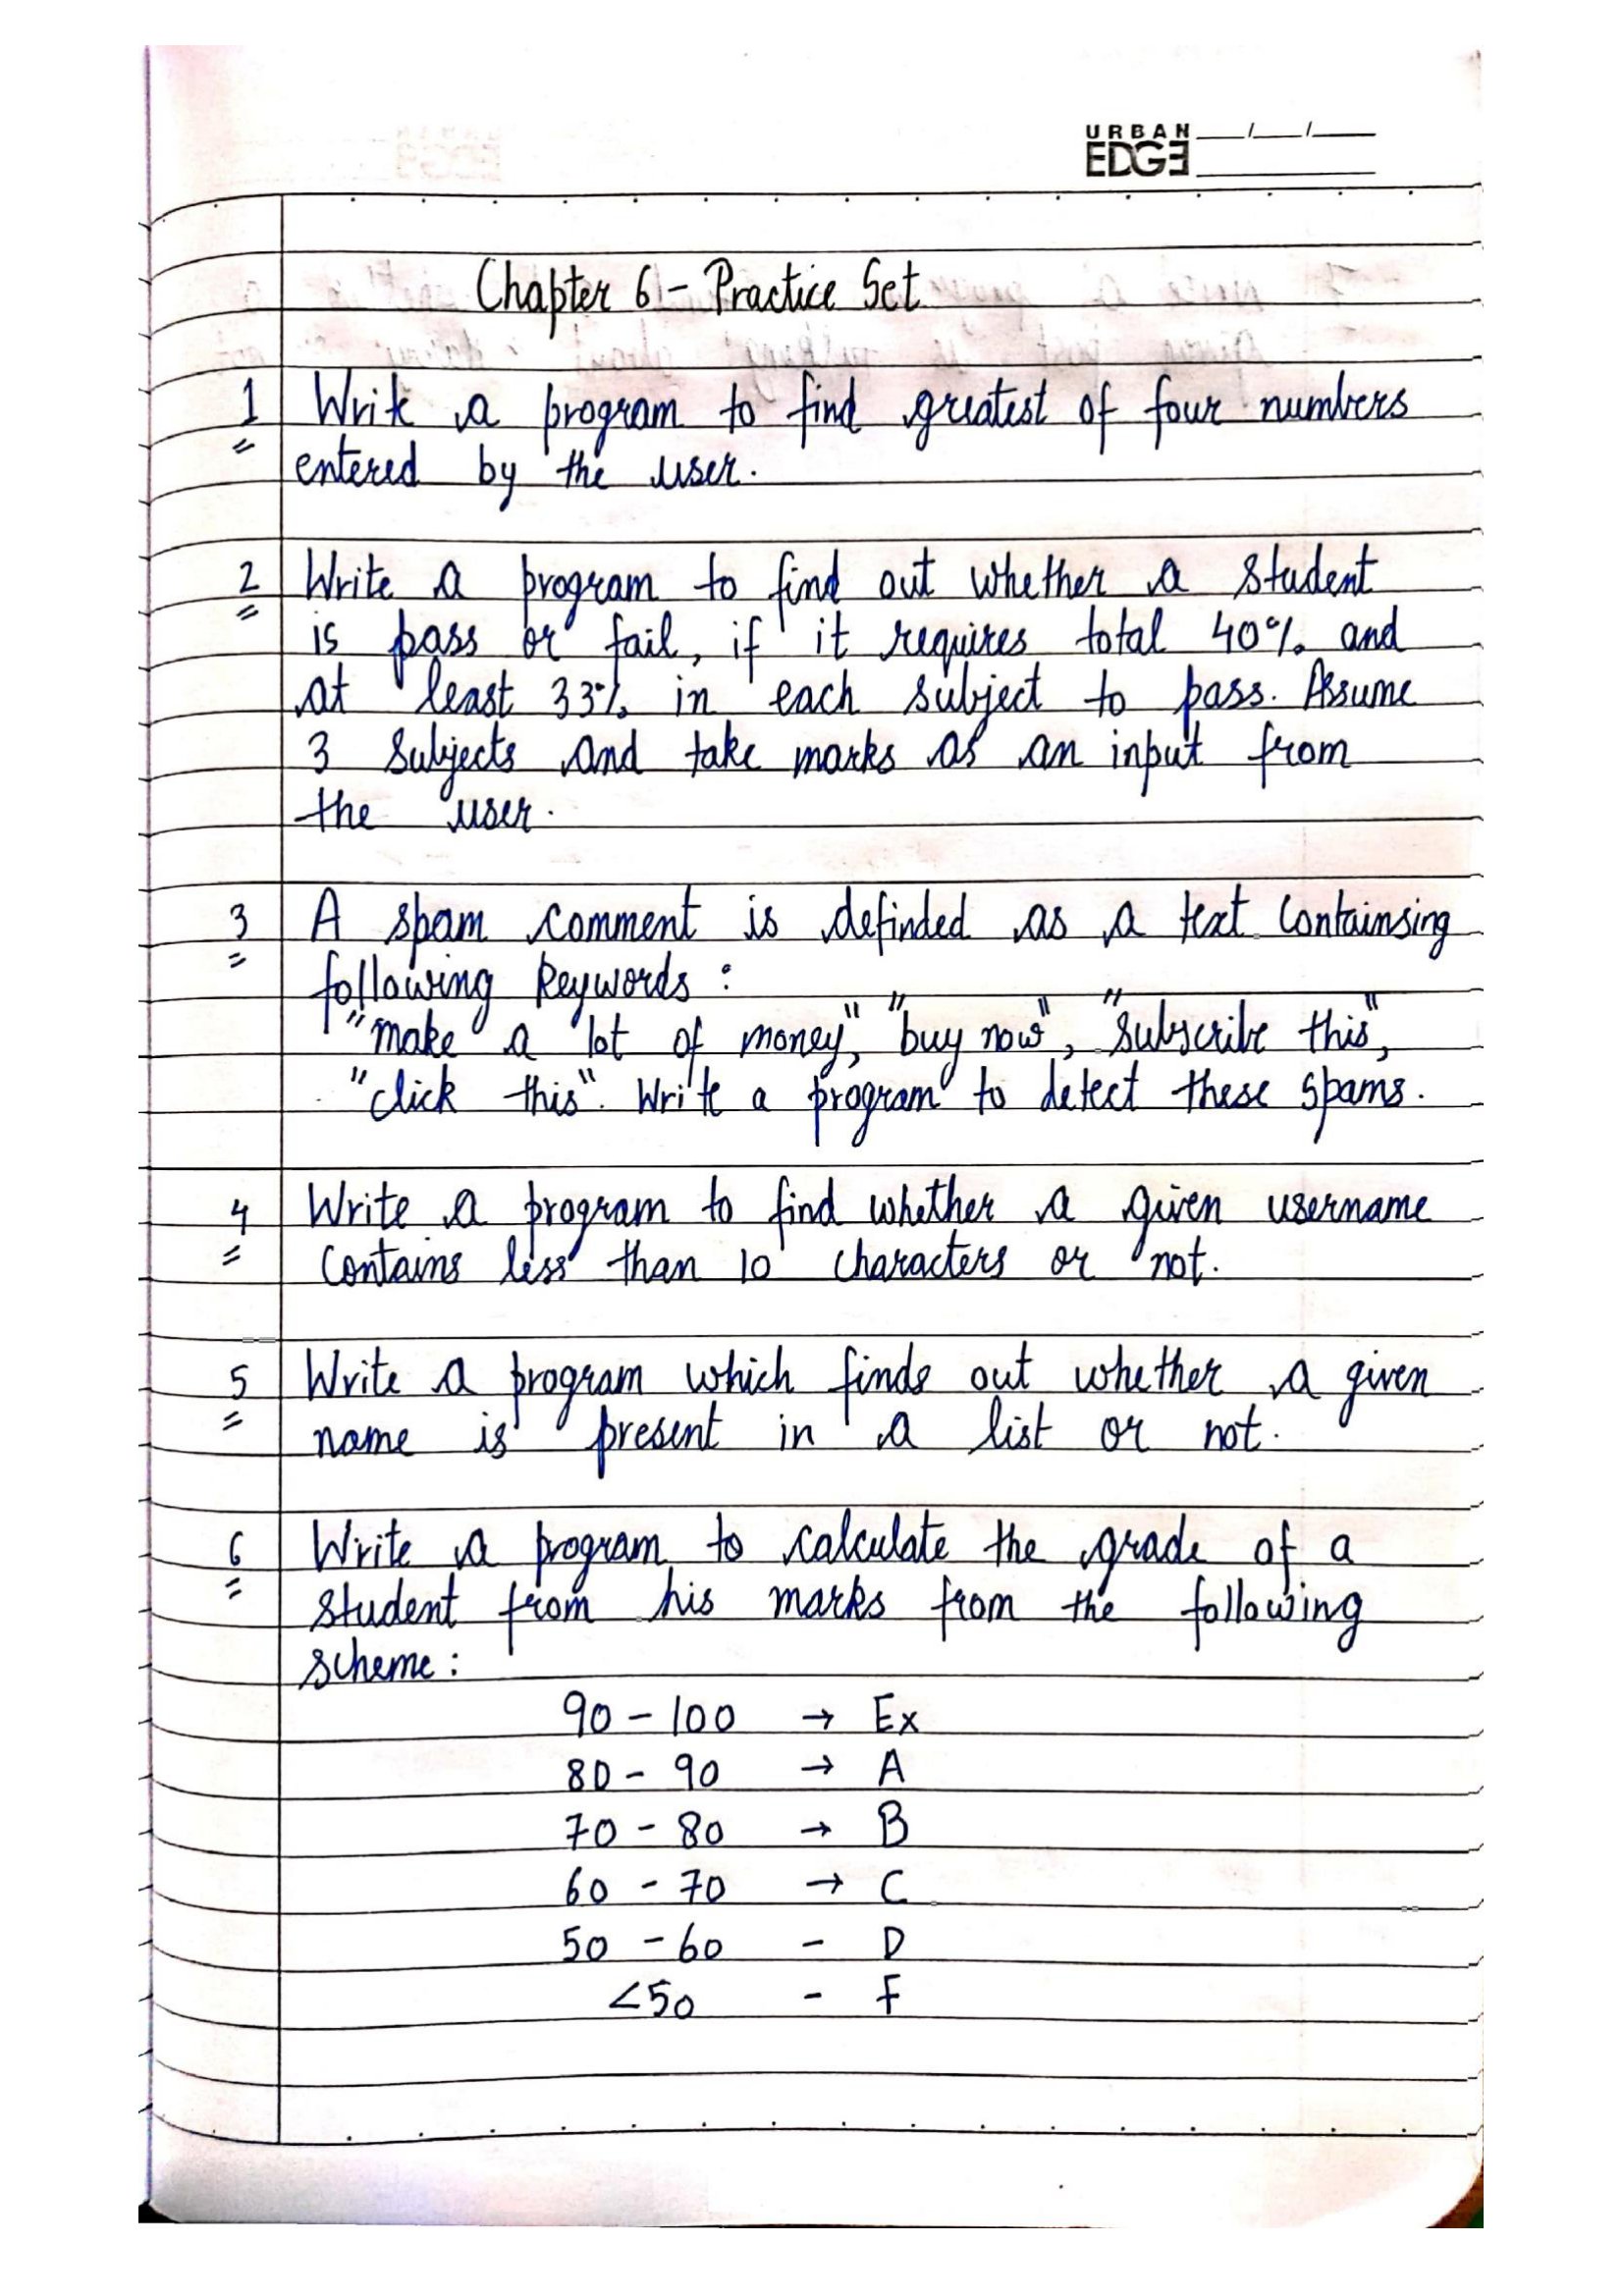 URBAN
EDGE
Chapter 6 - Practice Set
1 Write a program to find greatest of four numbers
entered by the user.
2 Write a program to find out whether a student
is pass or fail, if it requires total 40% and
at least 33% in each subject to pass. Assume
3 subjects and take marks as an input from
the user.
3 A spam comment is definded as a text containsing
following keywords :
"make a lot of money", "buy now", "subscribe this",
"click this". Write a program to detect these spams.
4 Write a program to find whether a given username
contains less than 10 characters or not.
5 Write a program which finds out whether a given
name is present in a list or not.
6 Write a program to calculate the grade of a
student from his marks from the following
scheme :
90 - 100 → Ex
80 - 90 → A
70 - 80 → B
60 - 70 → C
50 - 60 - D
<50 - F